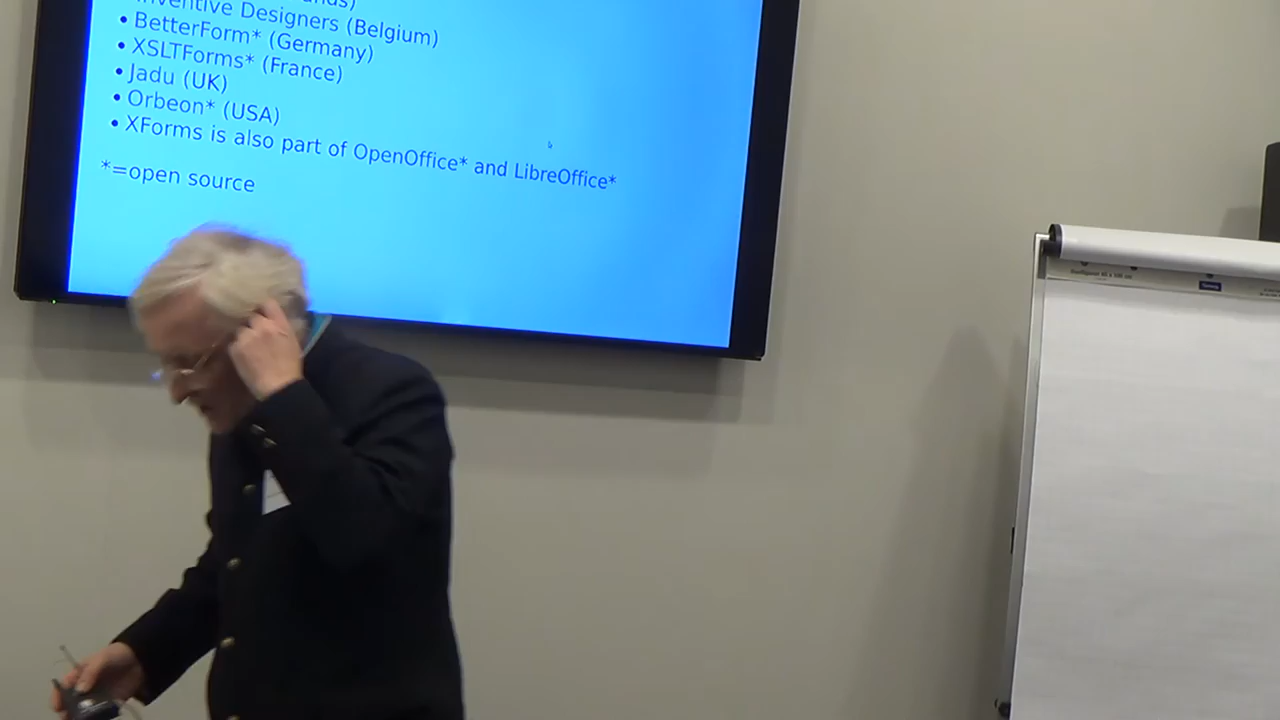 Inventive Designers (Belgium)
• BetterForm* (Germany)
• XSLTForms* (France)
• Jadu (UK)
• Orbeon* (USA)
• XForms is also part of OpenOffice* and LibreOffice*
*=open source